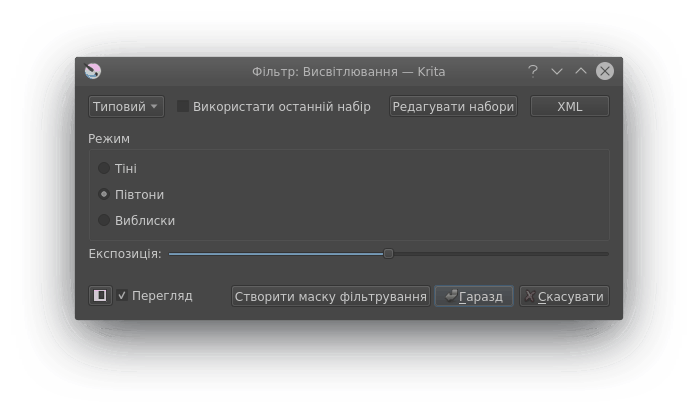 Фільтр: Висвітлювання — Krita
Типовий Використати останній набір Редагувати набори XML
Режим
Тіні
Півтони
Виблиски
Експозиція:
Перегляд Створити маску фільтрування Гаразд Скасувати